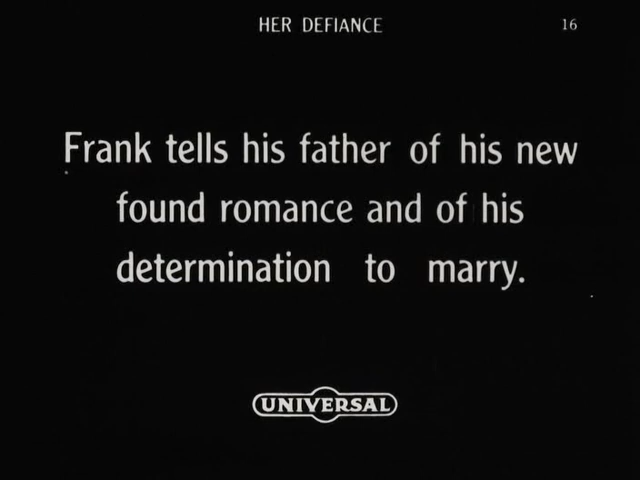 HER DEFIANCE 16
Frank tells his father of his new
found romance and of his
determination to marry.
UNIVERSAL